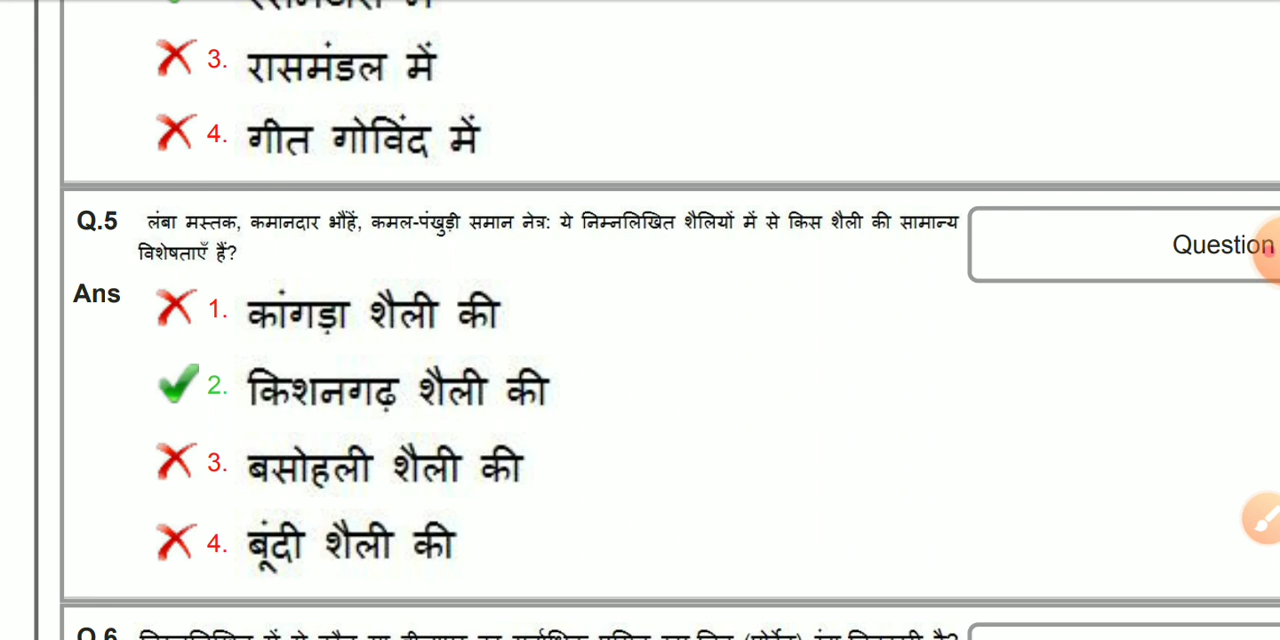 3. रासमंडल में
4. गीत गोविंद में
Q.5 लंबा मस्तक, कमानदार भौंहें, कमल-पंखुड़ी समान नेत्र: ये निम्नलिखित शैलियों में से किस शैली की सामान्य
विशेषताएँ हैं?
Question
Ans
1. कांगड़ा शैली की
2. किशनगढ़ शैली की
3. बसोहली शैली की
4. बूंदी शैली की
Q.6